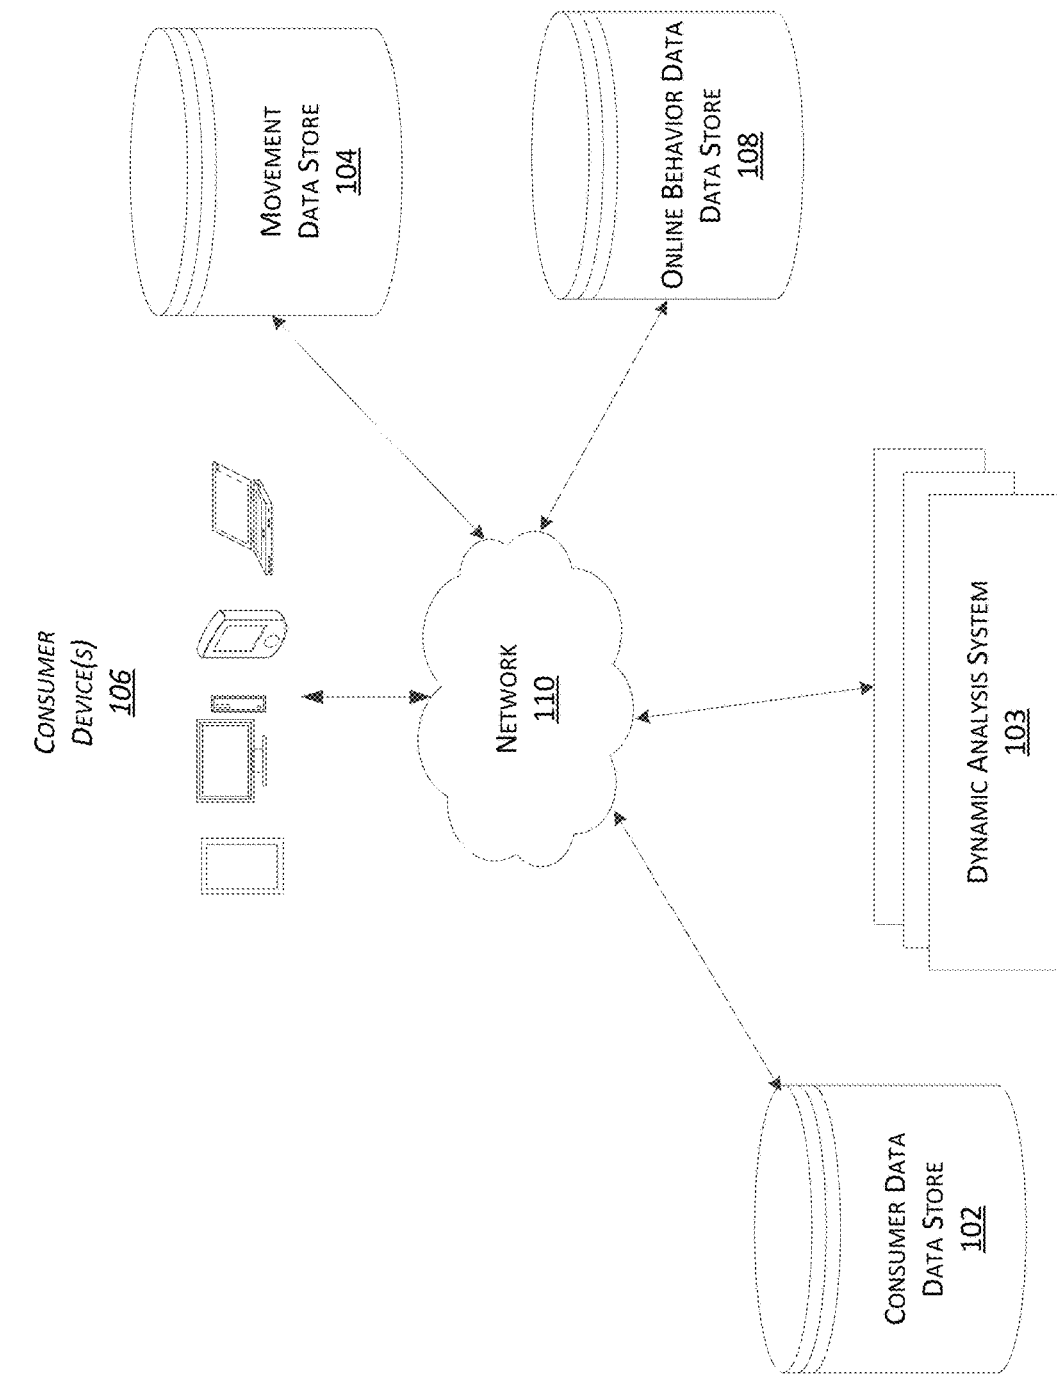 CONSUMER
DEVICE(S)
106
MOVEMENT
DATA STORE
104
NETWORK
110
ONLINE BEHAVIOR DATA
DATA STORE
108
CONSUMER DATA
DATA STORE
102
DYNAMIC ANALYSIS SYSTEM
103